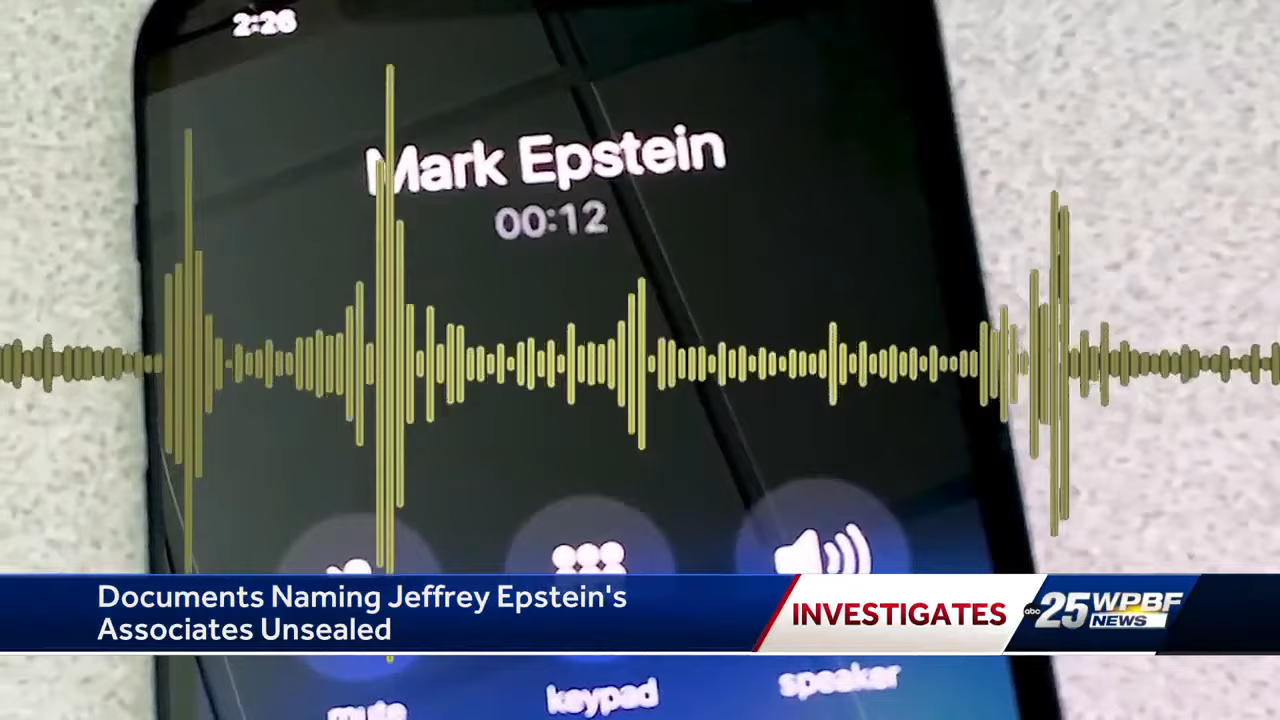 2:26
Mark Epstein
00:12
Documents Naming Jeffrey Epstein's
Associates Unsealed
INVESTIGATES
abc 25 WPBF
NEWS
mute
keypad
speaker